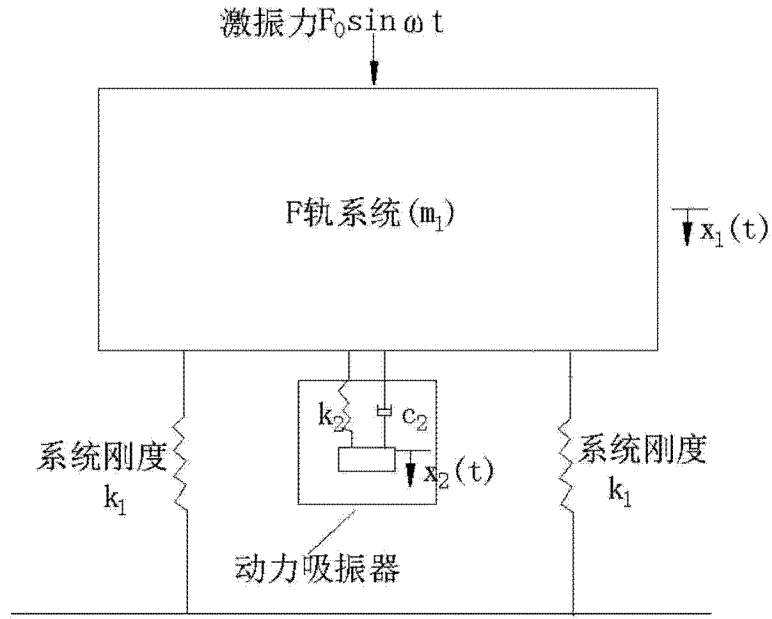 激振力F₀sinωt
F轨系统(m₁)
x₁(t)
k₂
c₂
系统刚度
k₁
x₂(t)
系统刚度
k₁
动力吸振器